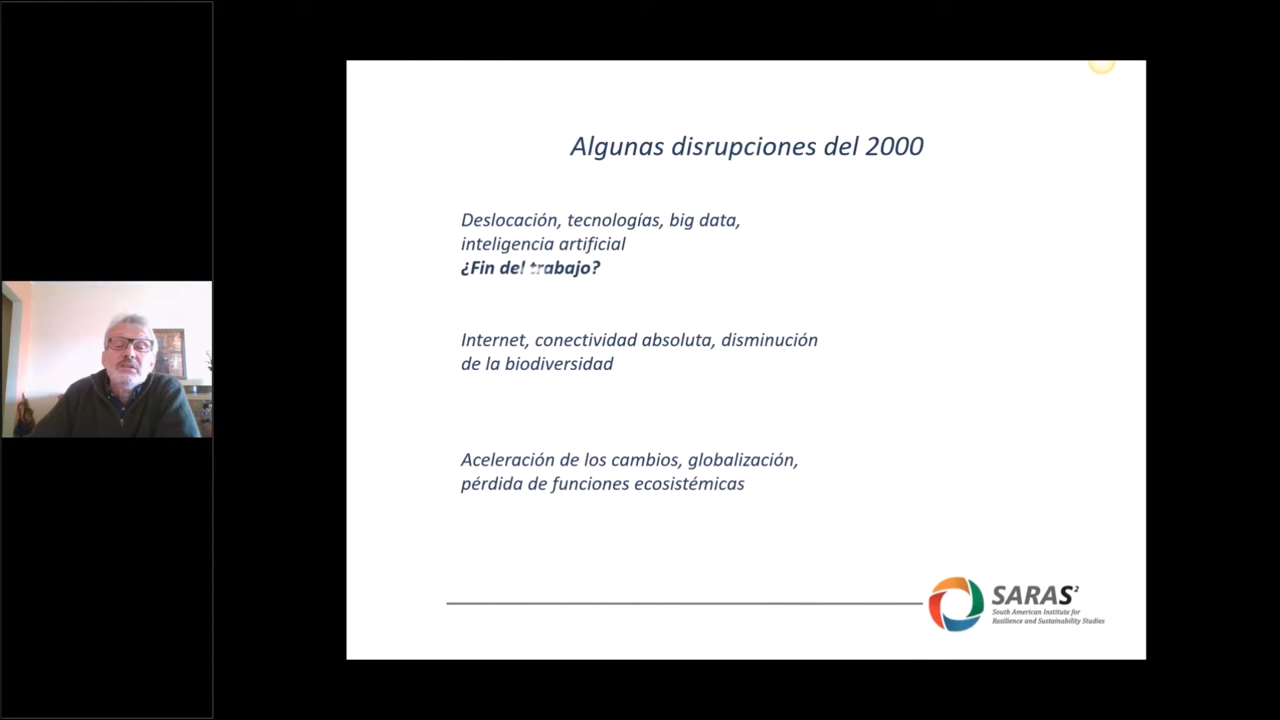 Algunas disrupciones del 2000
Deslocación, tecnologías, big data,
inteligencia artificial
¿Fin del trabajo?
Internet, conectividad absoluta, disminución
de la biodiversidad
Aceleración de los cambios, globalización,
pérdida de funciones ecosistémicas
SARAS²
South American Institute for
Resilience and Sustainability Studies